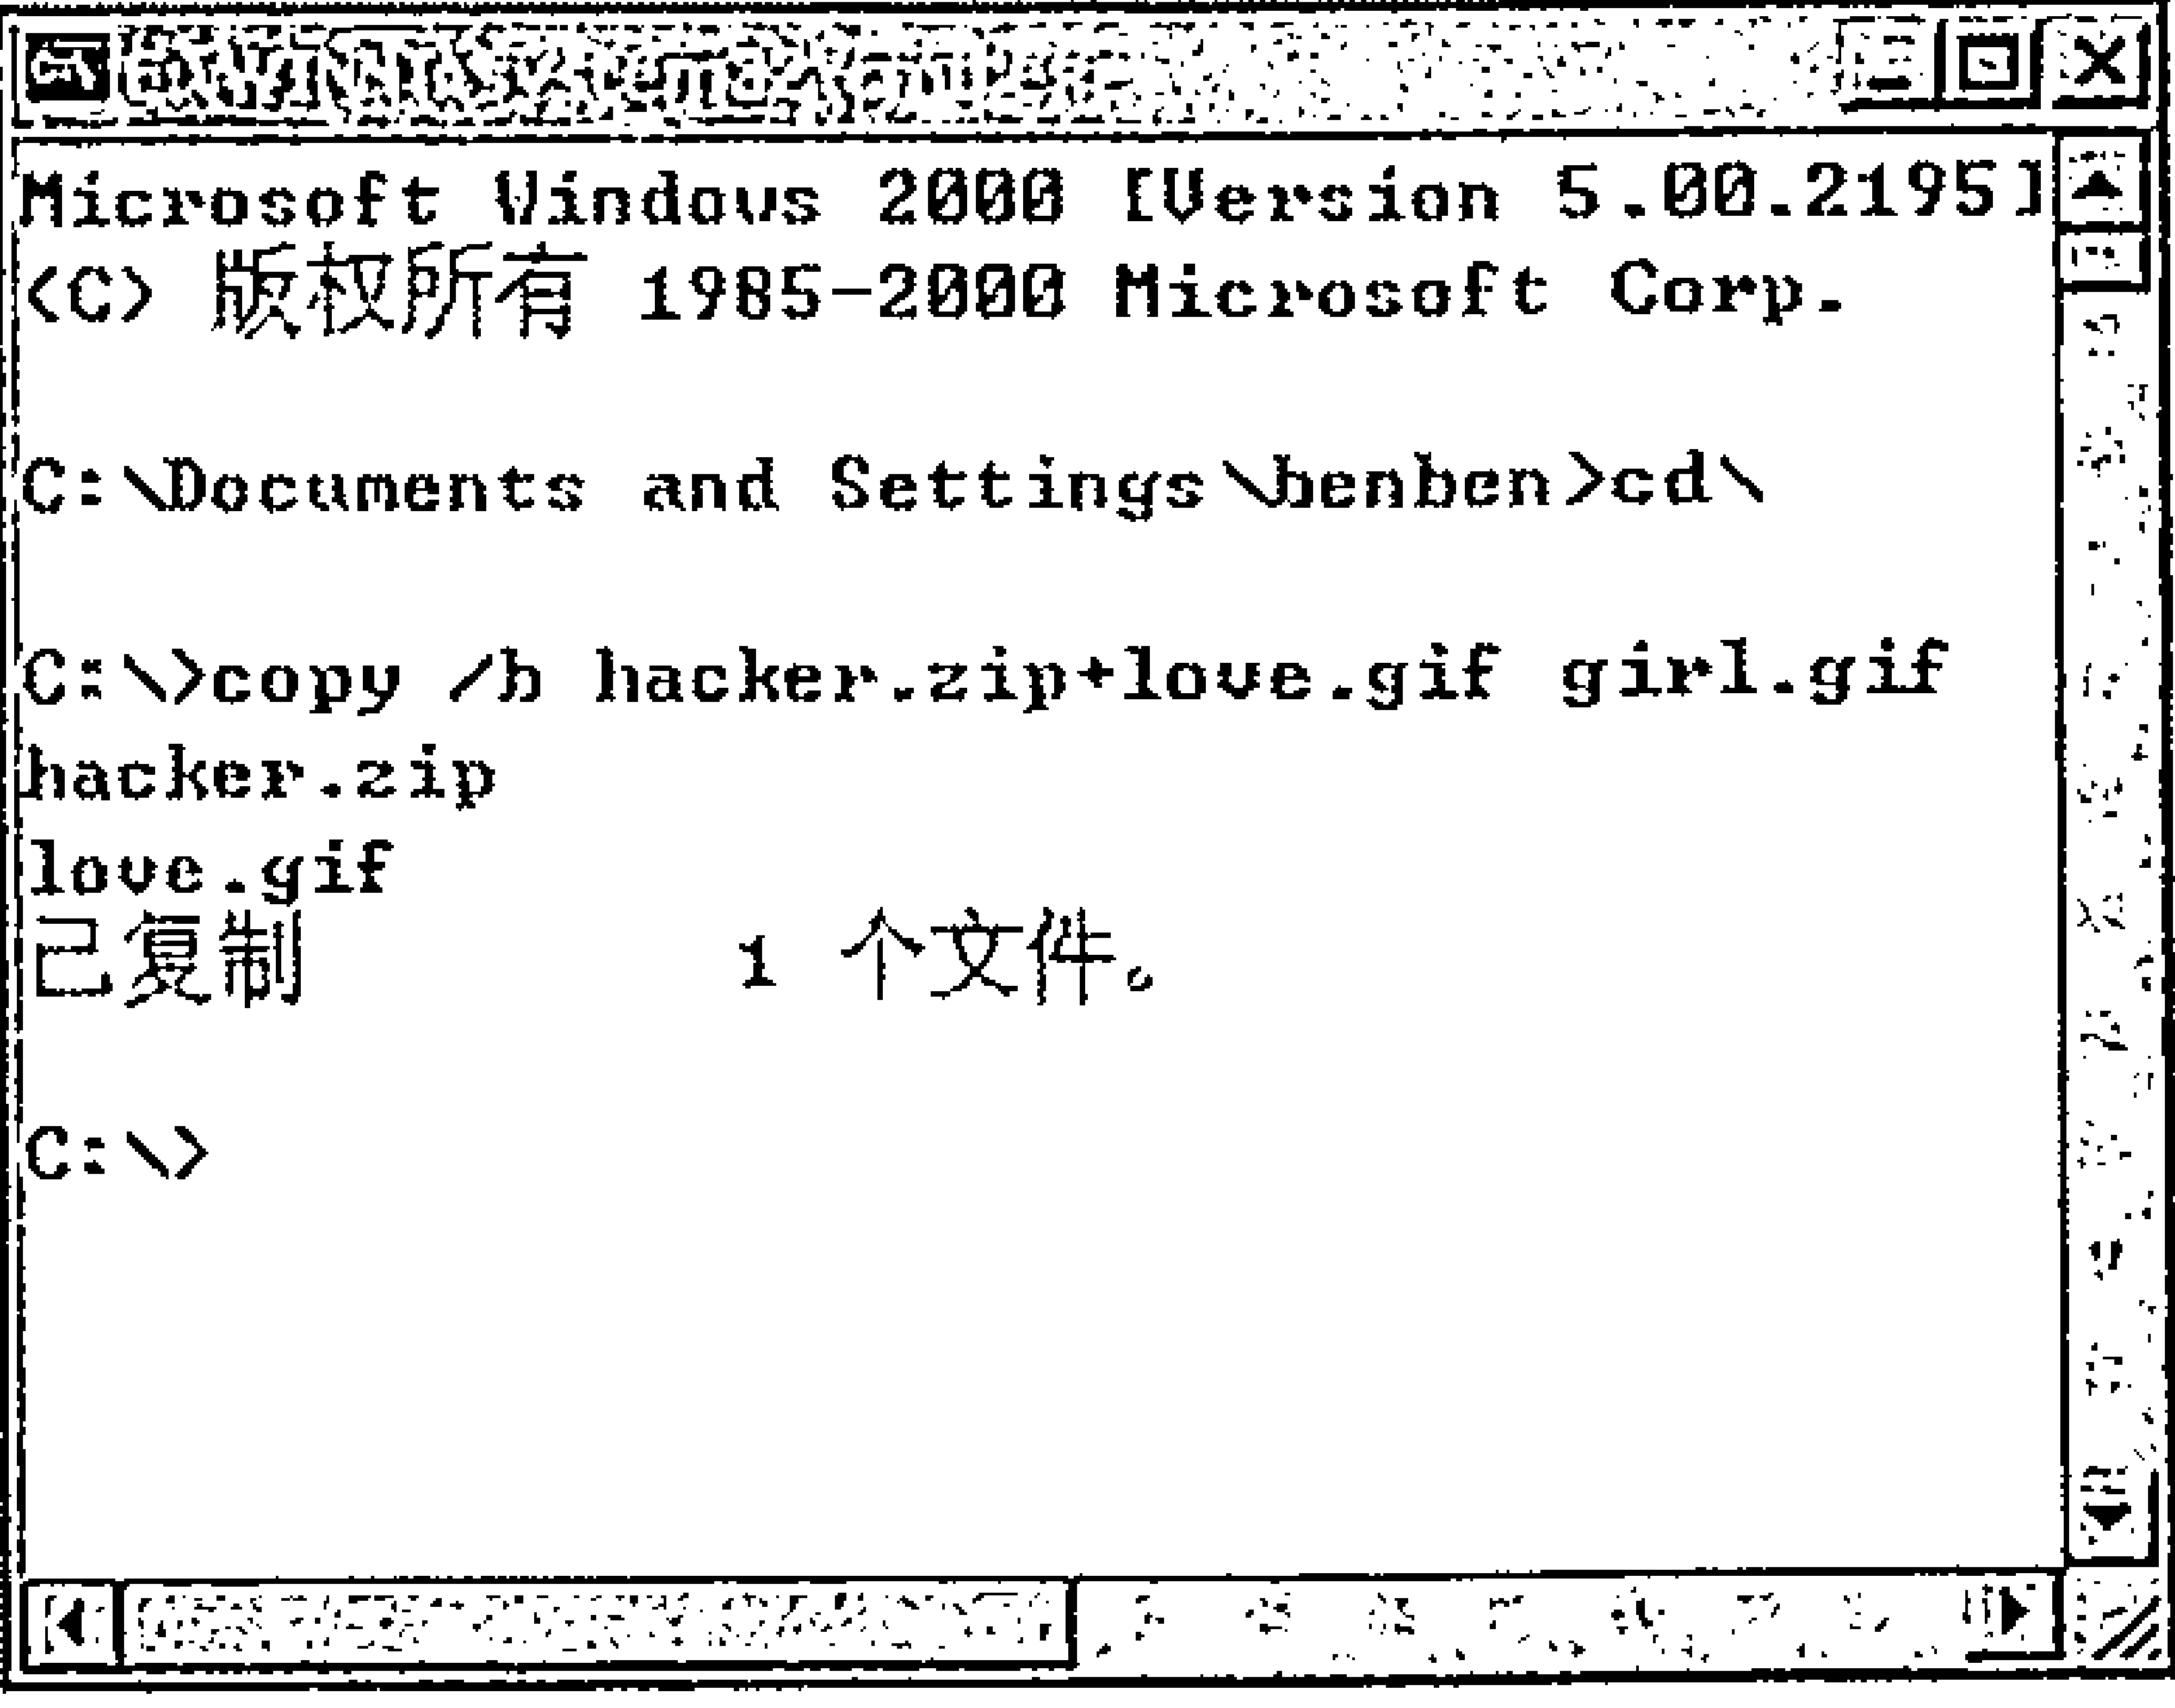 Microsoft Windows 2000 [Version 5.00.2195]
<C> 版权所有 1985-2000 Microsoft Corp.
C:\Documents and Settings\benben>cd\
C:\>copy /b hacker.zip+love.gif girl.gif
hacker.zip
love.gif
已复制 1 个文件。
C:\>